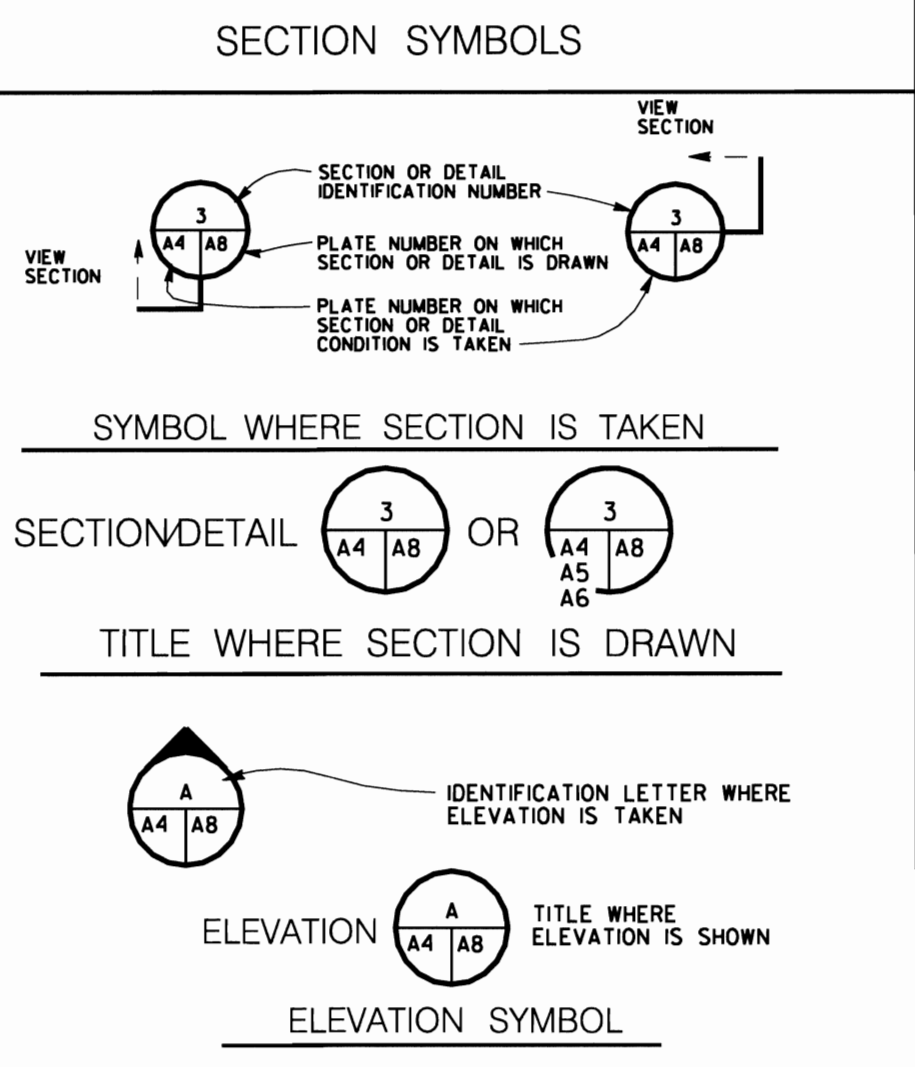 SECTION SYMBOLS
VIEW
SECTION
SECTION OR DETAIL
IDENTIFICATION NUMBER
3
A4 A8
3
A4 A8
VIEW
SECTION
PLATE NUMBER ON WHICH
SECTION OR DETAIL IS DRAWN
PLATE NUMBER ON WHICH
SECTION OR DETAIL
CONDITION IS TAKEN
SYMBOL WHERE SECTION IS TAKEN
SECTION/DETAIL
3
A4 A8
OR
3
A4 A8
A5
A6
TITLE WHERE SECTION IS DRAWN
A
A4 A8
IDENTIFICATION LETTER WHERE
ELEVATION IS TAKEN
ELEVATION
A
A4 A8
TITLE WHERE
ELEVATION IS SHOWN
ELEVATION SYMBOL